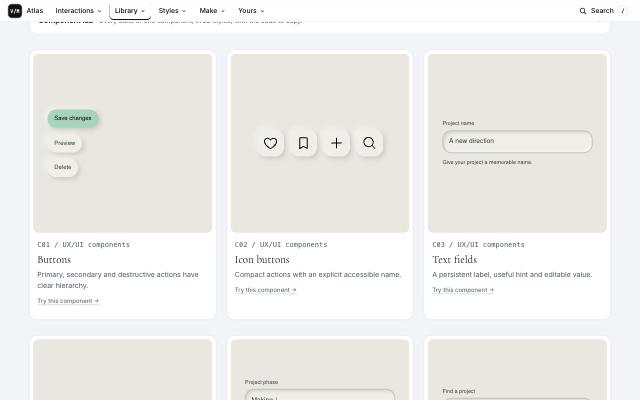 V/M Atlas Interactions Library Styles Make Yours Search /
Save changes
Preview
Delete
Project name
A new direction
Give your project a memorable name.
C01 / UX/UI components
Buttons
Primary, secondary and destructive actions have
clear hierarchy.
Try this component →
C02 / UX/UI components
Icon buttons
Compact actions with an explicit accessible name.
Try this component →
C03 / UX/UI components
Text fields
A persistent label, useful hint and editable value.
Try this component →
Project phase
Find a project